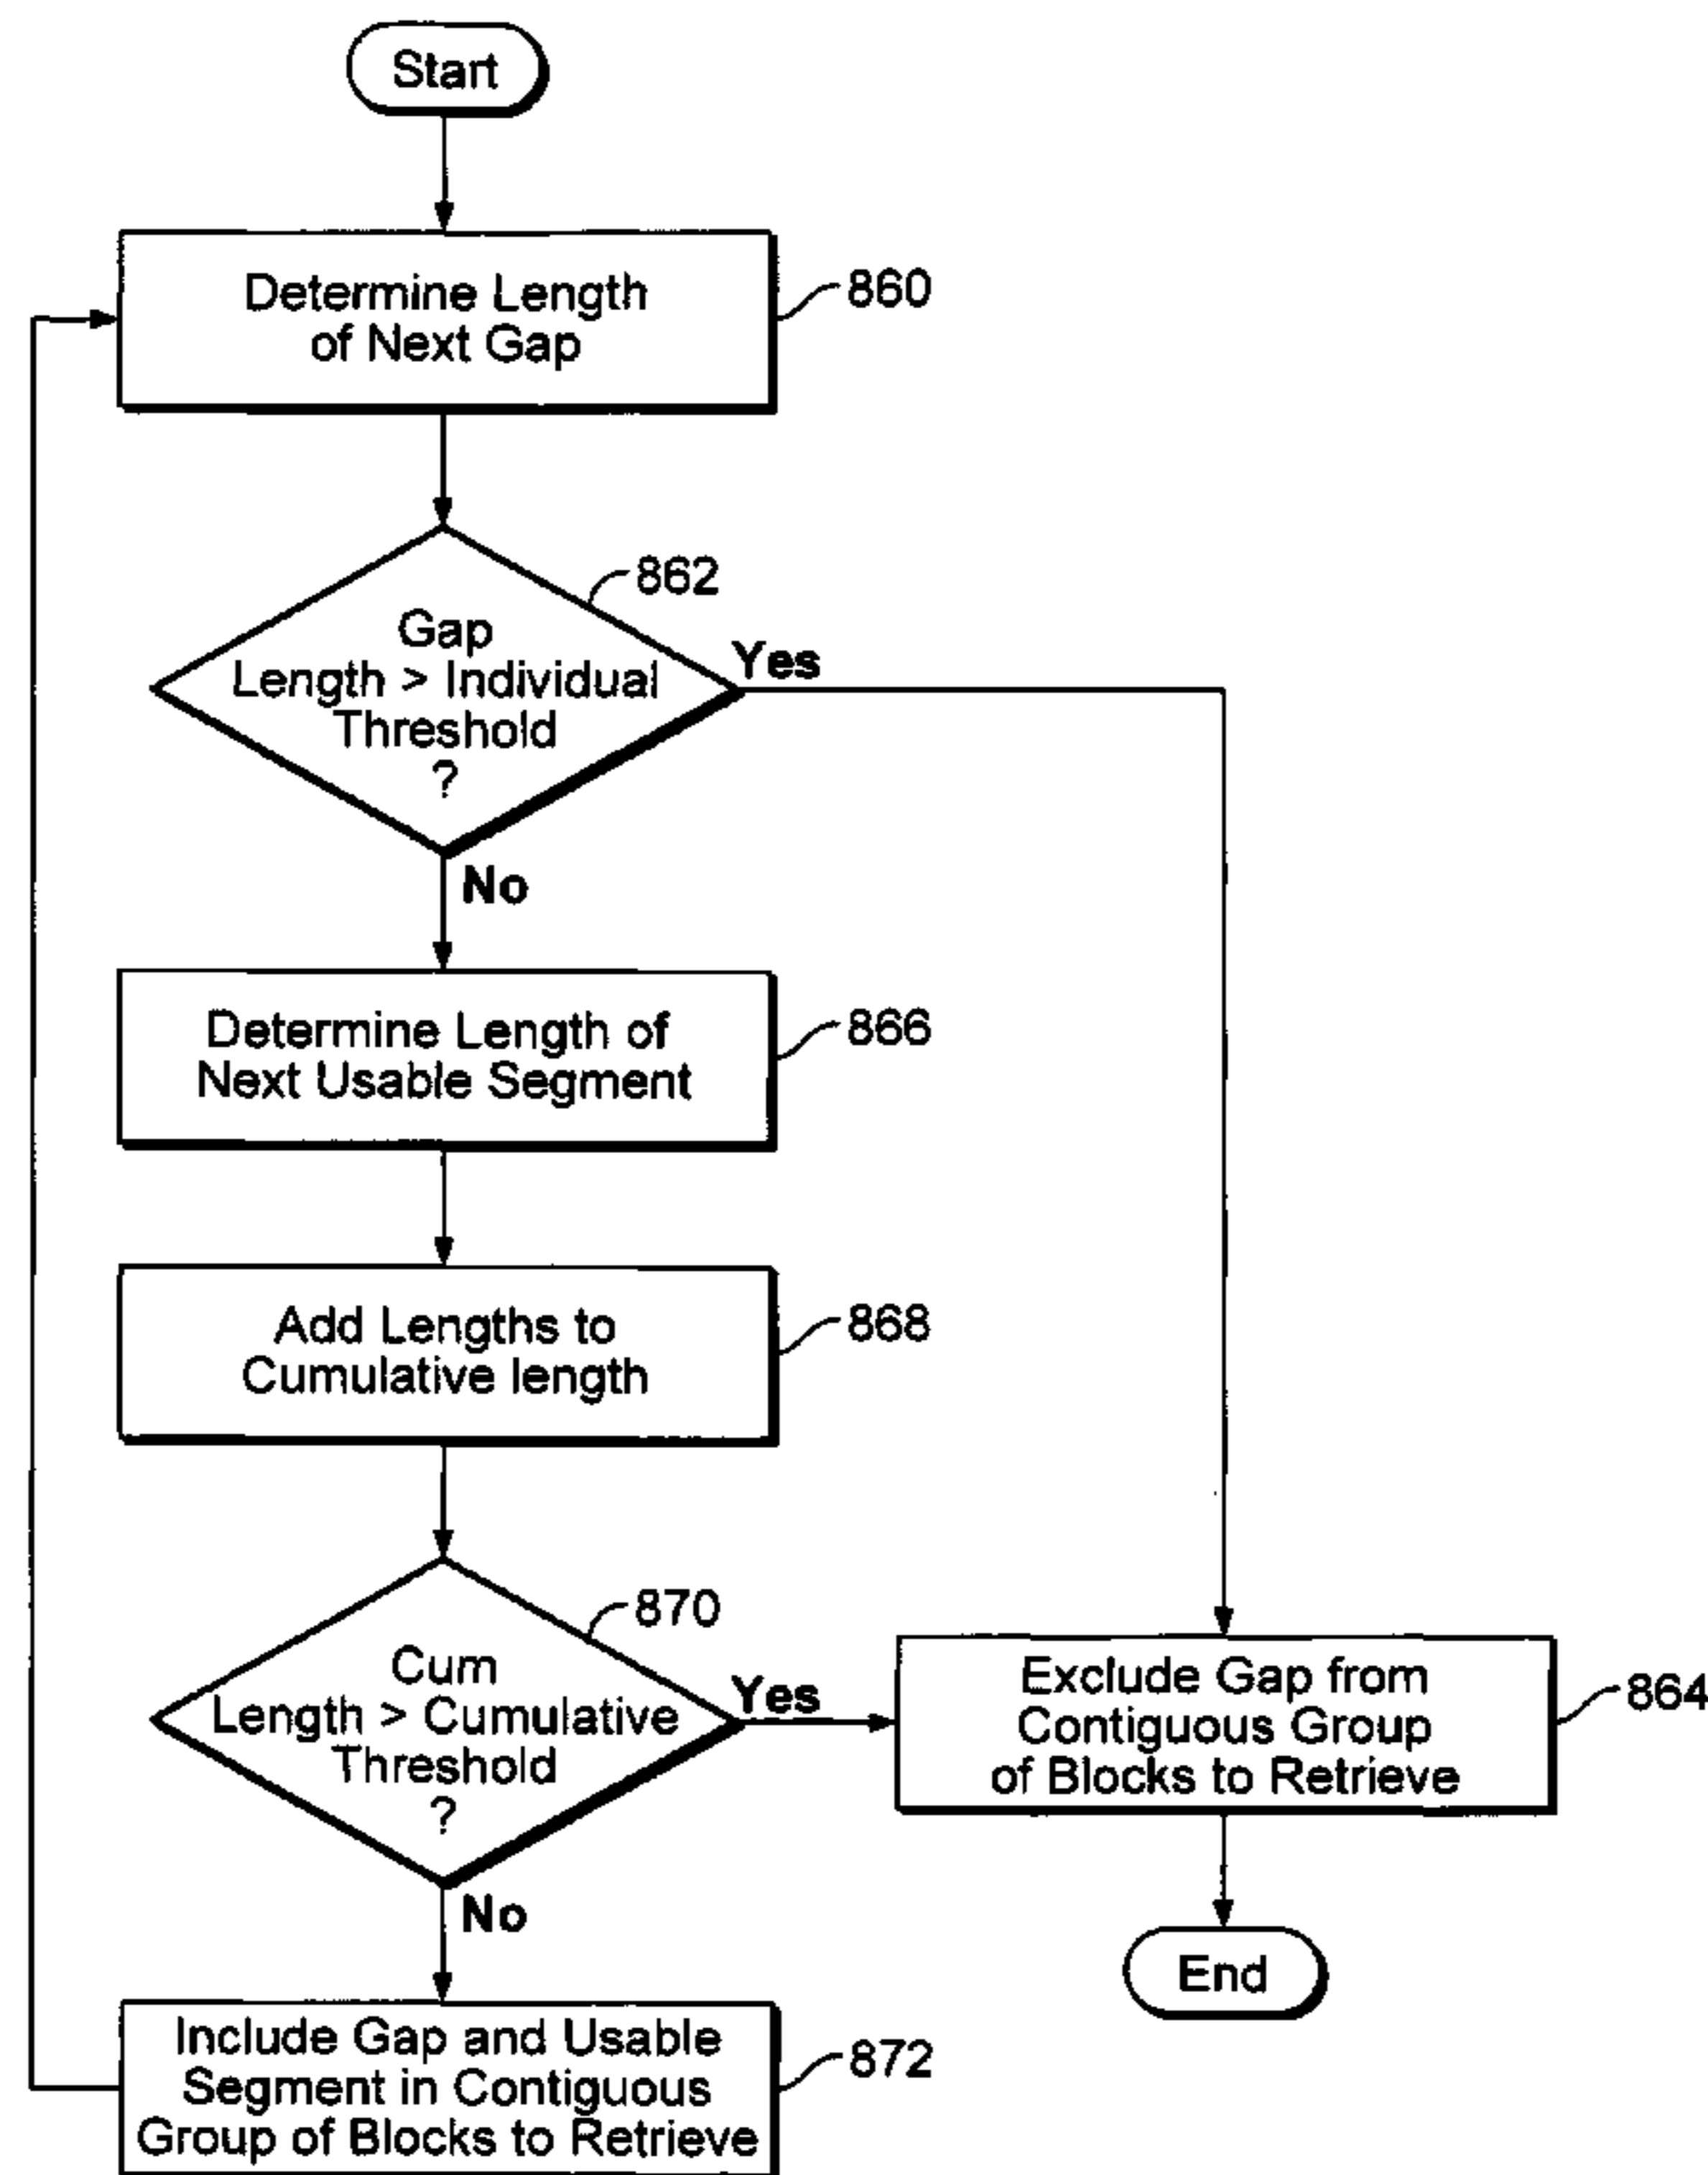 Start
Determine Length
of Next Gap
860
862
Gap
Length > Individual
Threshold
?
Yes
No
Determine Length of
Next Usable Segment
866
Add Lengths to
Cumulative length
868
870
Cum
Length > Cumulative
Threshold
?
Yes
No
Exclude Gap from
Contiguous Group
of Blocks to Retrieve
864
End
Include Gap and Usable
Segment in Contiguous
Group of Blocks to Retrieve
872